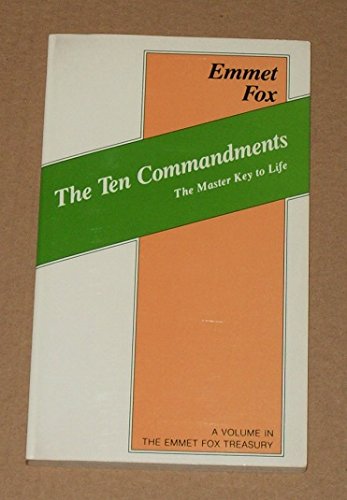 Emmet
Fox
The Ten Commandments
The Master Key to Life
A VOLUME IN
THE EMMET FOX TREASURY